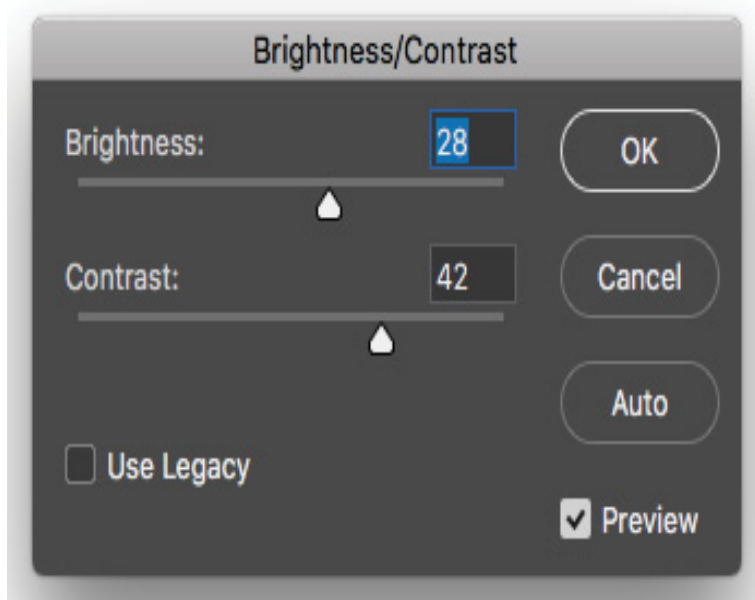 Brightness/Contrast
Brightness: 28
OK
Contrast: 42
Cancel
Auto
Use Legacy
Preview